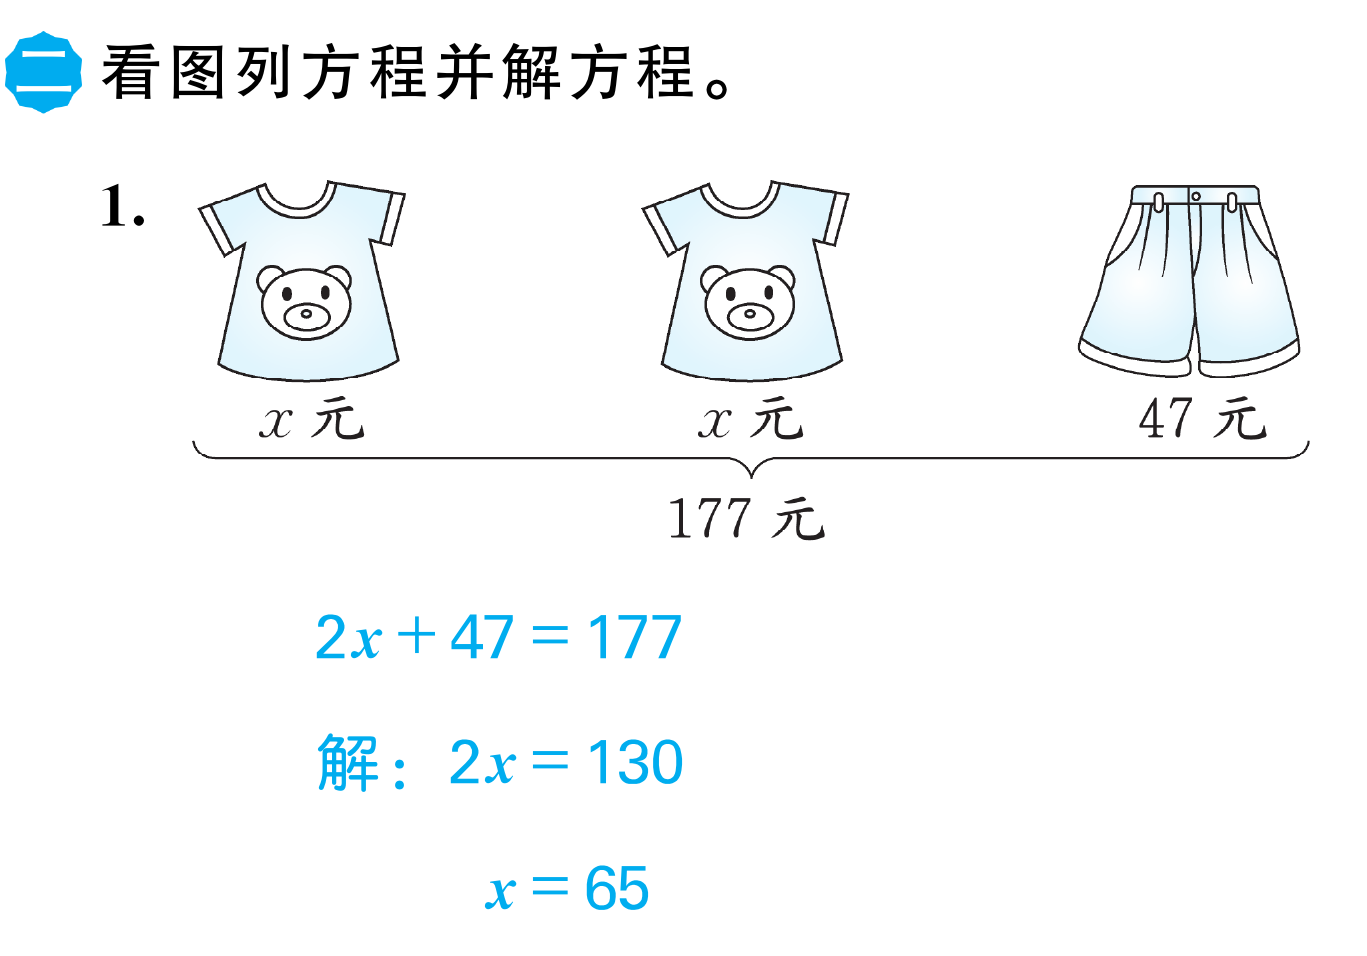 二 看图列方程并解方程。
1.
x 元 x 元 47 元
177 元
2x + 47 = 177
解：2x = 130
x = 65